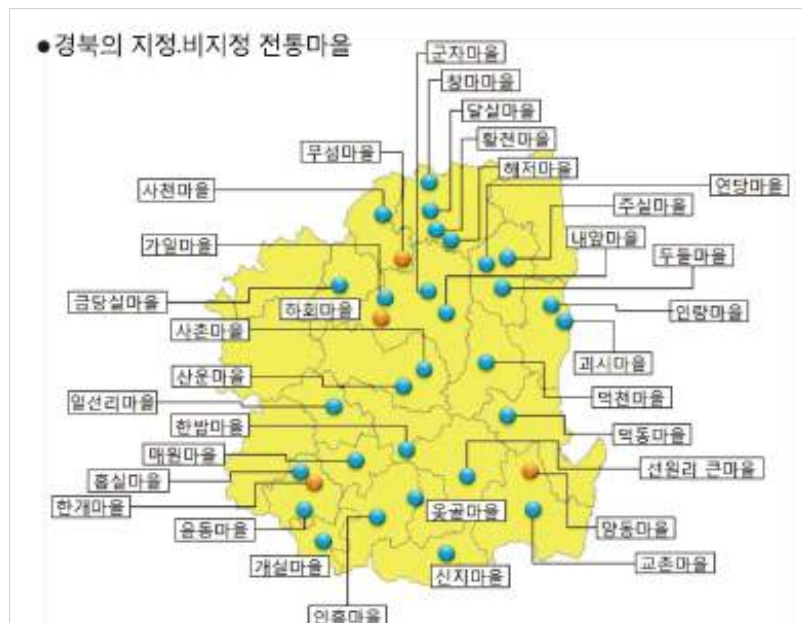 ●경북의 지정.비지정 전통마을
군자마을
창마마을
달실마을
황전마을
무섬마을
해저마을
연당마을
사천마을
주실마을
가일마을
내앞마을
두들마을
금당실마을
하회마을
인량마을
사촌마을
괴시마을
산운마을
덕천마을
일선리마을
한밤마을
덕동마을
매원마을
선원리 큰마을
홈실마을
한개마을
옻골마을
양동마을
윤동마을
개실마을
신지마을
교촌마을
인흥마을